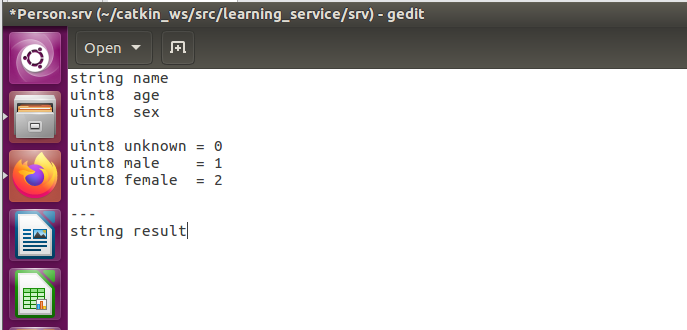 *Person.srv (~/catkin_ws/src/learning_service/srv) - gedit
Open
string name
uint8  age
uint8  sex

uint8 unknown = 0
uint8 male    = 1
uint8 female  = 2

---
string result